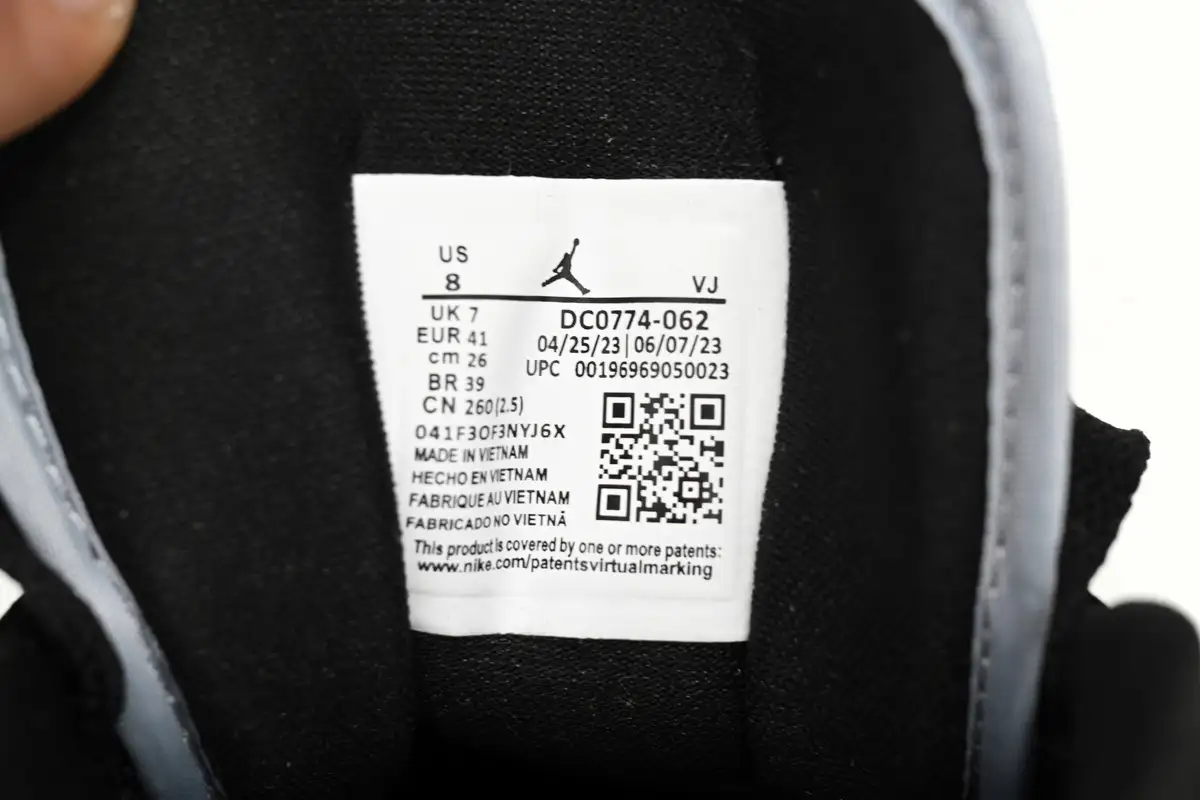 US
8 VJ
UK 7
EUR 41
cm 26
BR 39
CN 260(2.5)
DC0774-062
04/25/23|06/07/23
UPC 00196969050023
041F30F3NYJ6X
MADE IN VIETNAM
HECHO EN VIETNAM
FABRIQUE AU VIETNAM
FABRICADO NO VIETNÃ
This product is covered by one or more patents:
www.nike.com/patentsvirtualmarking